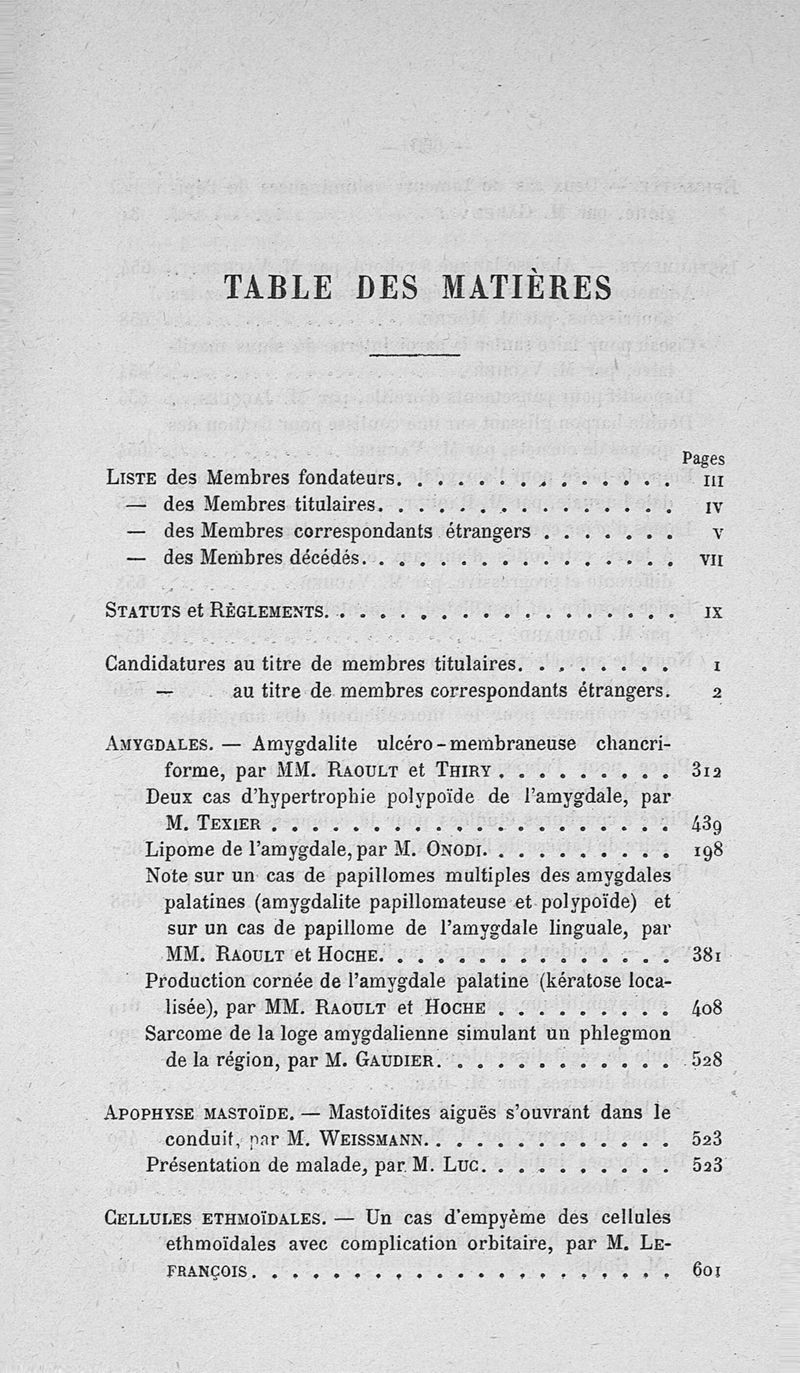 TABLE DES MATIÈRES
Pages
LISTE des Membres fondateurs. . . . . . . . . . . . . . . III
— des Membres titulaires. . . . . . . . . . . . . . . . IV
— des Membres correspondants étrangers . . . . . . . V
— des Membres décédés. . . . . . . . . . . . . . . . . VII
STATUTS et RÈGLEMENTS. . . . . . . . . . . . . . . . . . . IX
Candidatures au titre de membres titulaires. . . . . . . . . 1
— au titre de membres correspondants étrangers. 2
AMYGDALES. — Amygdalite ulcéro-membraneuse chancri-
forme, par MM. RAOULT et THIRY . . . . . . . . . 312
Deux cas d'hypertrophie polypoïde de l'amygdale, par
M. TEXIER . . . . . . . . . . . . . . . . . . . . . 439
Lipome de l'amygdale, par M. ONODI. . . . . . . . . . 198
Note sur un cas de papillomes multiples des amygdales
palatines (amygdalite papillomateuse et polypoïde) et
sur un cas de papillome de l'amygdale linguale, par
MM. RAOULT et HOCHE. . . . . . . . . . . . . . . 381
Production cornée de l'amygdale palatine (kératose loca-
lisée), par MM. RAOULT et HOCHE . . . . . . . . . 408
Sarcome de la loge amygdalienne simulant un phlegmon
de la région, par M. GAUDIER. . . . . . . . . . . . . 528
APOPHYSE MASTOÏDE. — Mastoïdites aiguës s'ouvrant dans le
conduit, par M. WEISSMANN. . . . . . . . . . . . . . 523
Présentation de malade, par M. LUC. . . . . . . . . . . 523
CELLULES ETHMOÏDALES. — Un cas d'empyème des cellules
ethmoïdales avec complication orbitaire, par M. LE-
FRANÇOIS. . . . . . . . . . . . . . . . . . . . . . . 601